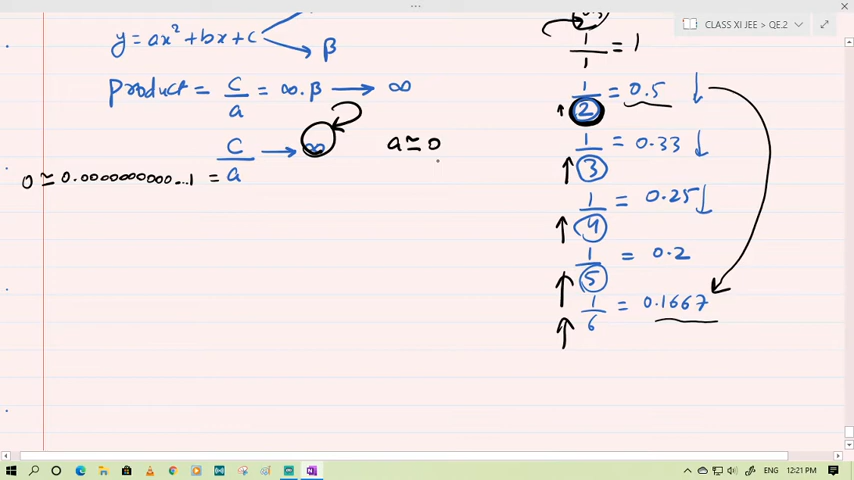 CLASS XI JEE > QE.2
y = ax² + bx + c
β
Product = c/a = ∞.β → ∞
c/a → ∞
a ≅ 0
0 ≅ 0.0000000000...1 = a
1/1 = 1
1/2 = 0.5 ↓
↑
1/3 = 0.33 ↓
↑
1/4 = 0.25 ↓
↑
1/5 = 0.2
↑
1/6 = 0.1667
↑
ENG 12:21 PM